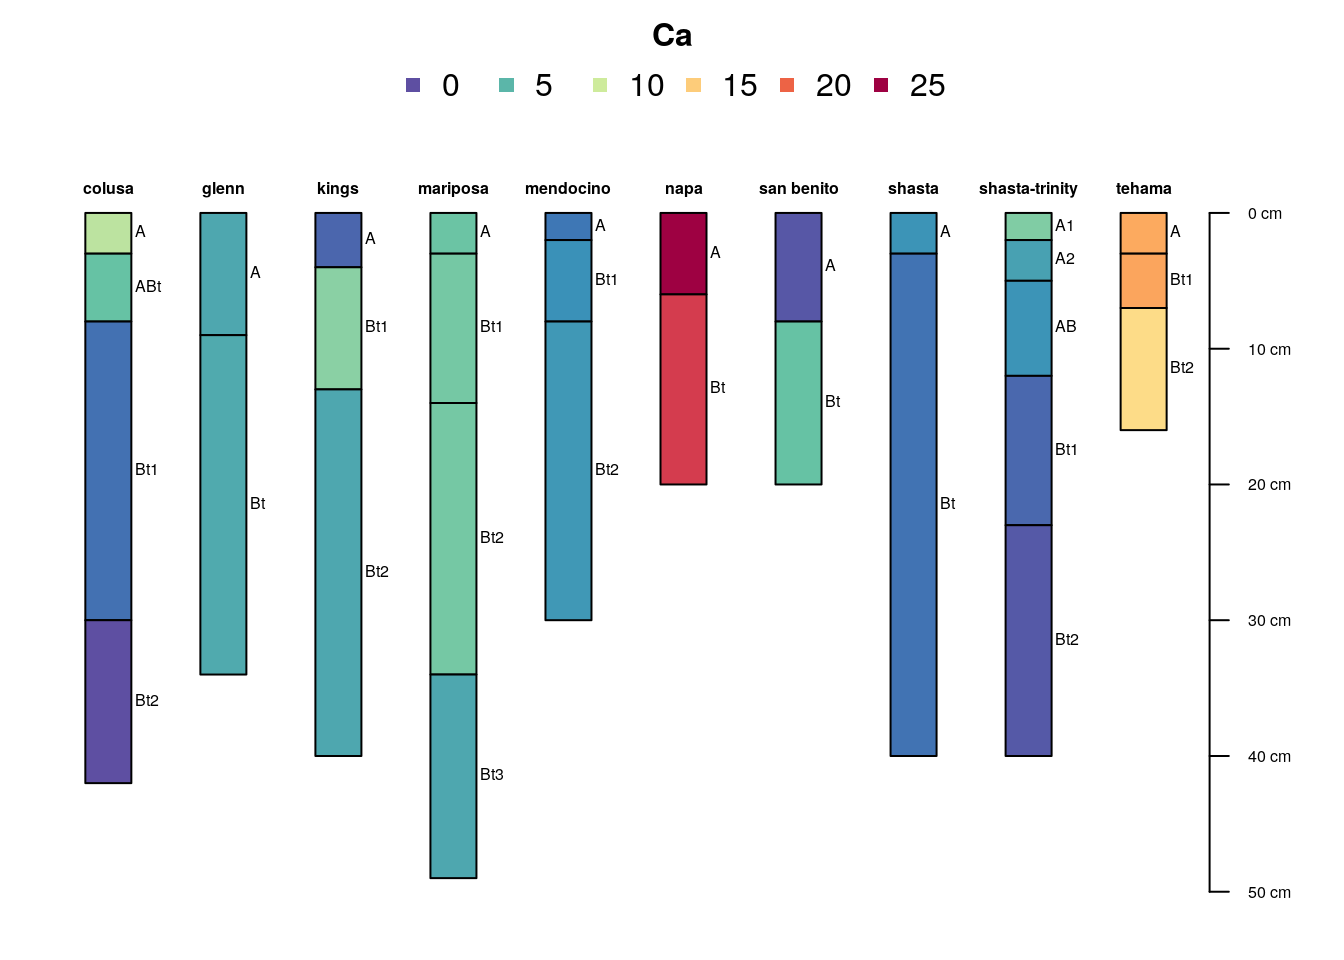 Ca
0 5 10 15 20 25
colusa glenn kings mariposa mendocino napa san benito shasta shasta-trinity tehama
0 cm
A1
A A A A A
A
A2
A A
A
ABt Bt1 Bt1
A
Bt1 Bt1 AB
10 cm
Bt2
Bt
Bt
Bt1
Bt1 Bt2
20 cm
Bt Bt
Bt2
Bt2
30 cm
Bt2
Bt2
40 cm
Bt3
50 cm